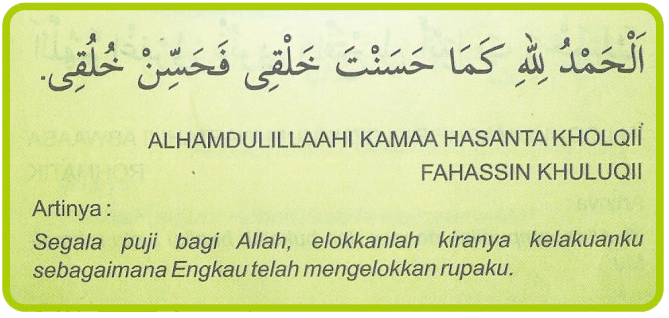 اَلْحَمْدُ لِلّٰهِ كَمَا حَسَنْتَ خَلْقِى فَحَسِّنْ خُلُقِى.
ALHAMDULILLAAHI KAMAA HASANTA KHOLQII
FAHASSIN KHULUQII
Artinya :
Segala puji bagi Allah, elokkanlah kiranya kelakuanku
sebagaimana Engkau telah mengelokkan rupaku.